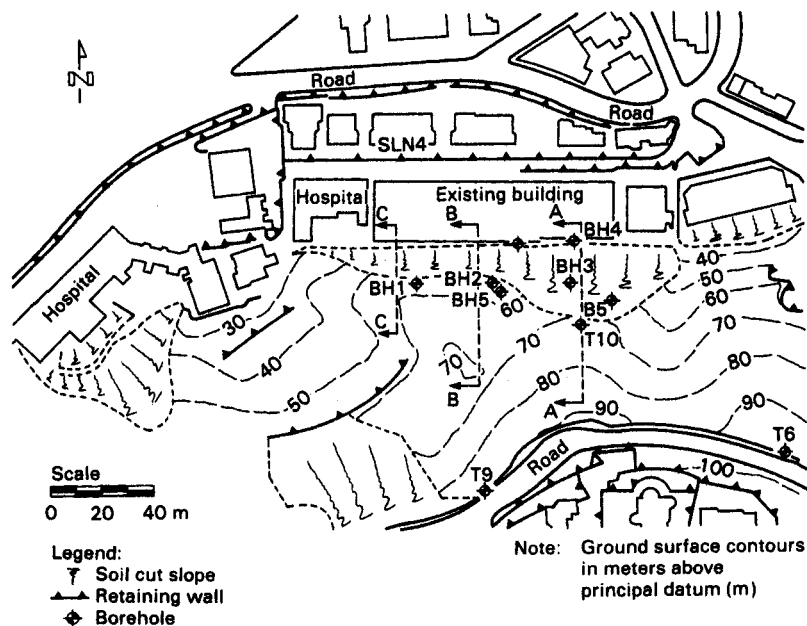 N
Road
Road
SLN4
Hospital
Existing building
C
B
A
BH4
BH1
BH2
BH5
BH3
B5
T10
40
50
60
60
70
70
80
80
90
90
100
Hospital
30
40
50
70
C
B
A
T9
T6
Road
Scale
0 20 40 m
Legend:
Soil cut slope
Retaining wall
Borehole
Note: Ground surface contours
in meters above
principal datum (m)